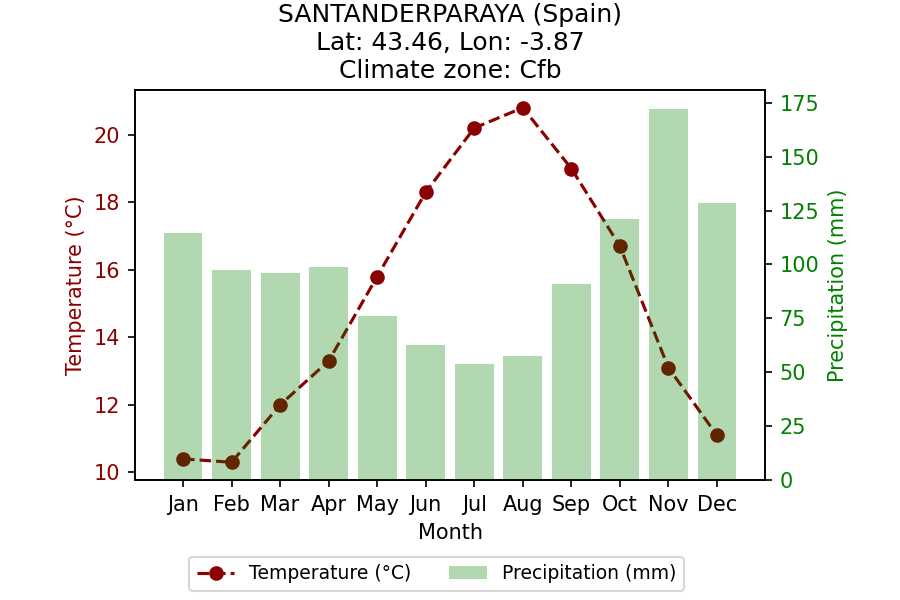 SANTANDERPARAYA (Spain)
Lat: 43.46, Lon: -3.87
Climate zone: Cfb
Temperature (°C)
20
18
16
14
12
10
175
150
125
100
75
50
25
0
Precipitation (mm)
Jan Feb Mar Apr May Jun Jul Aug Sep Oct Nov Dec
Month
Temperature (°C) Precipitation (mm)